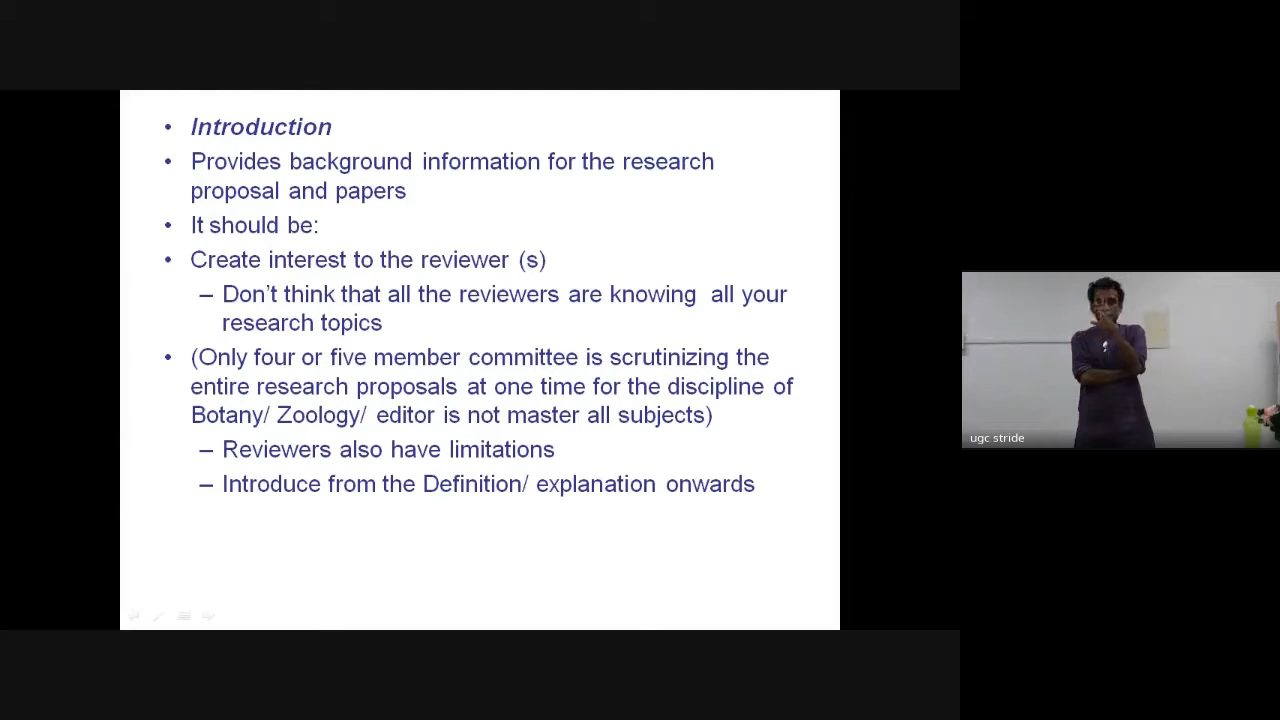 • Introduction
• Provides background information for the research
proposal and papers
• It should be:
• Create interest to the reviewer (s)
– Don't think that all the reviewers are knowing all your
research topics
• (Only four or five member committee is scrutinizing the
entire research proposals at one time for the discipline of
Botany/ Zoology/ editor is not master all subjects)
– Reviewers also have limitations
– Introduce from the Definition/ explanation onwards
ugc stride